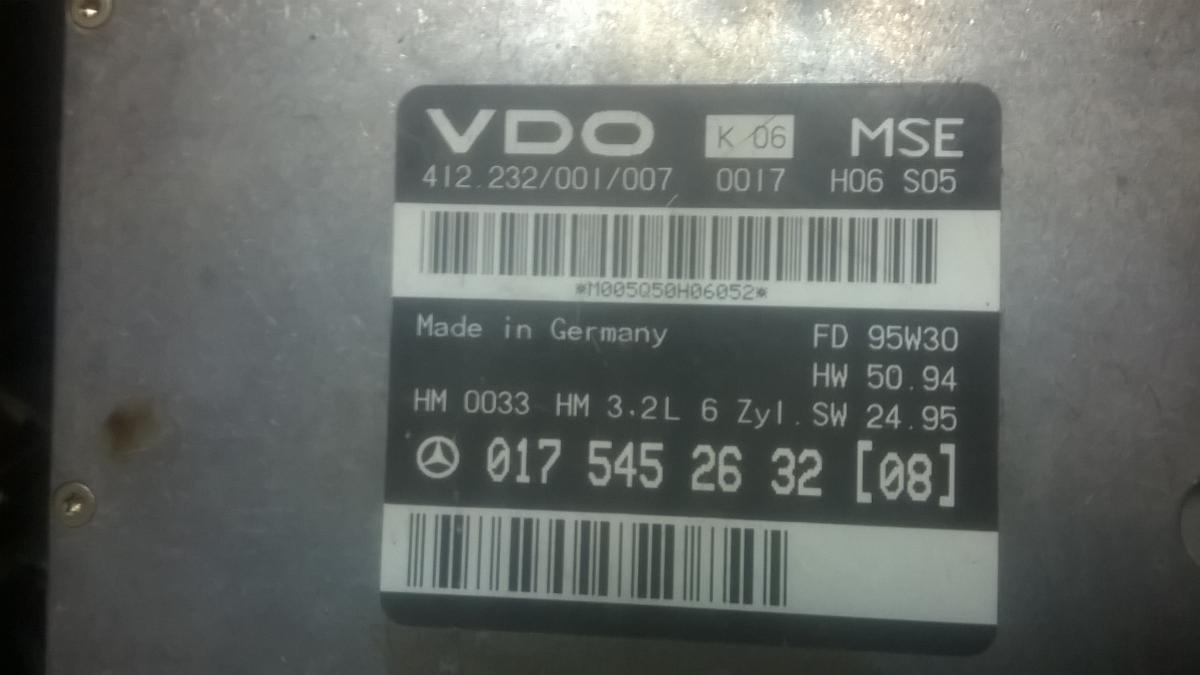 VDO K 06 MSE
412.232/001/007 0017 H06 S05
*M005Q50H06052*
Made in Germany FD 95W30
HW 50.94
HM 0033 HM 3.2L 6 Zyl. SW 24.95
017 545 26 32 [08]